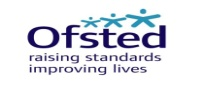 Ofsted
raising standards
improving lives